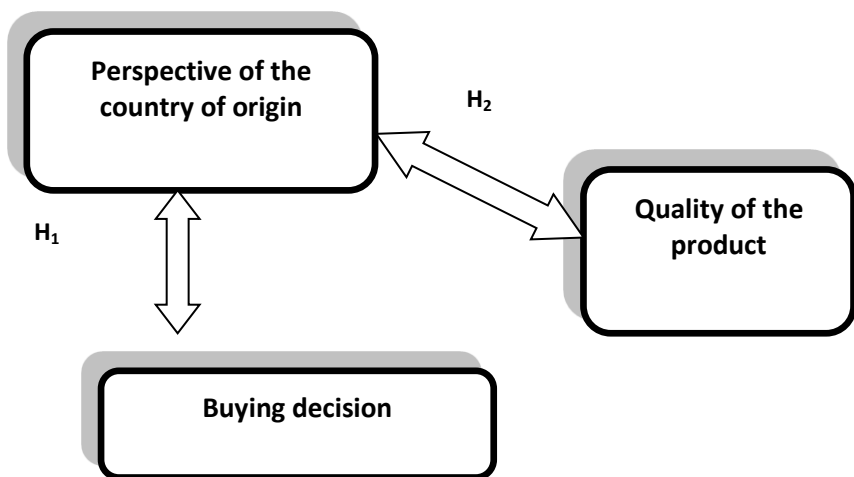 Perspective of the
country of origin
H₂
Quality of the
product
H₁
Buying decision